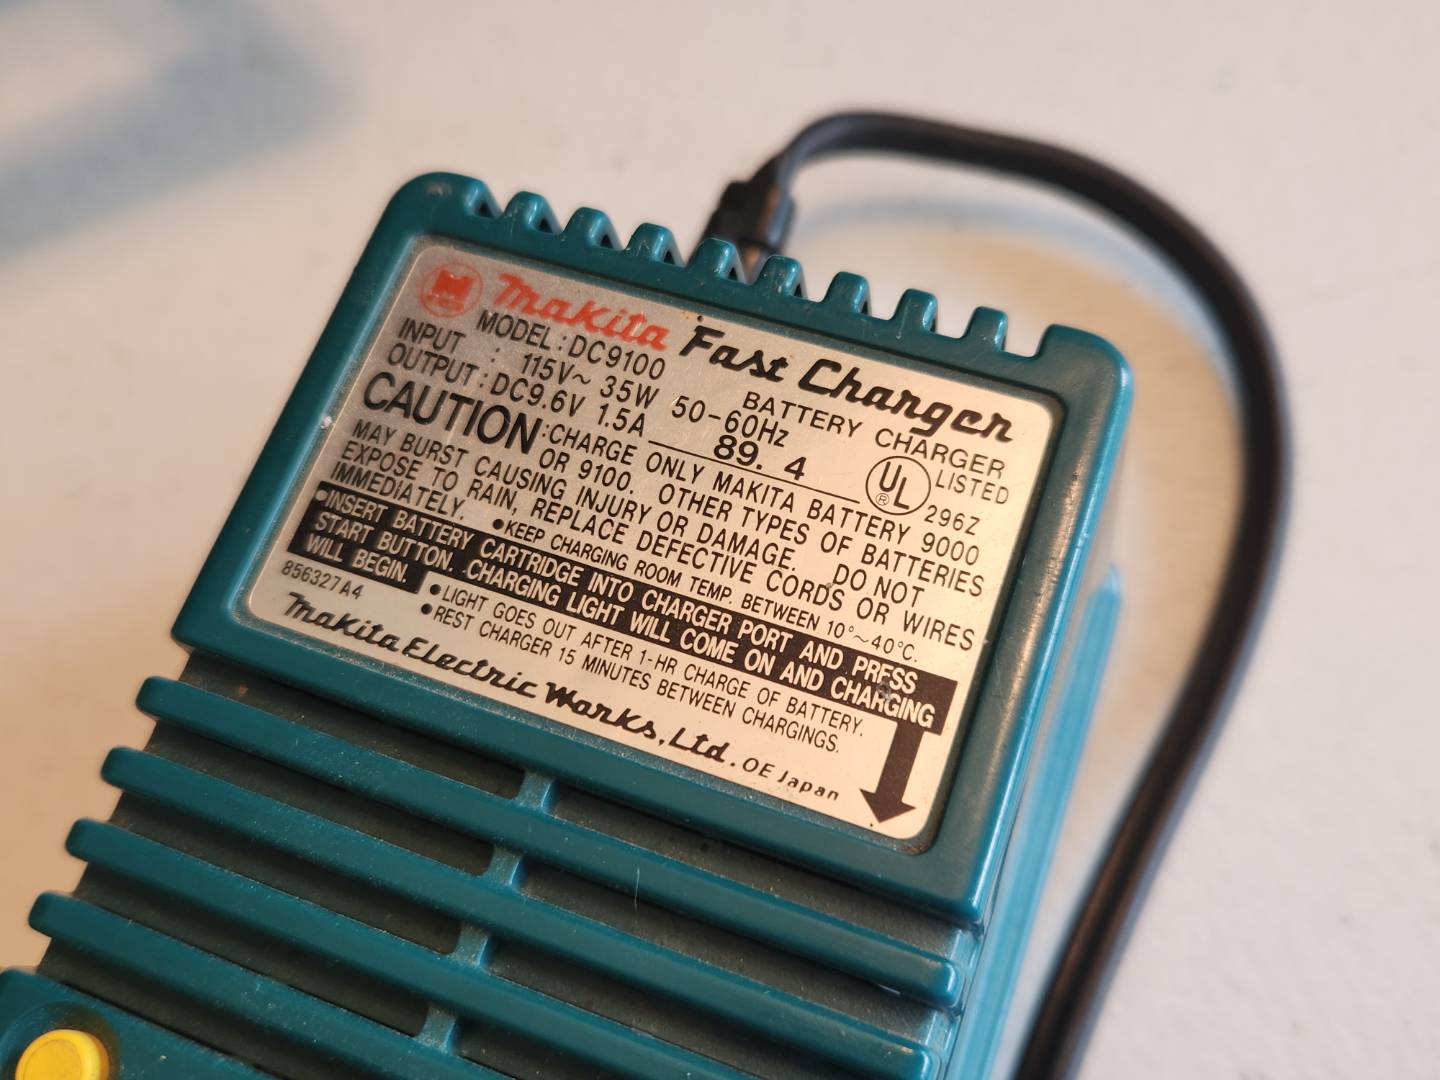 Makita Fast Charger
MODEL : DC9100 BATTERY CHARGER
INPUT : 115V~ 35W 50-60Hz
OUTPUT : DC9.6V 1.5A 89. 4
UL ® LISTED 296Z
CAUTION : CHARGE ONLY MAKITA BATTERY 9000
OR 9100. OTHER TYPES OF BATTERIES
MAY BURST CAUSING INJURY OR DAMAGE. DO NOT
EXPOSE TO RAIN, REPLACE DEFECTIVE CORDS OR WIRES
IMMEDIATELY. ●KEEP CHARGING ROOM TEMP. BETWEEN 10°~40°C.
●INSERT BATTERY CARTRIDGE INTO CHARGER PORT AND PRESS
START BUTTON. CHARGING LIGHT WILL COME ON AND CHARGING
WILL BEGIN. ●LIGHT GOES OUT AFTER 1-HR CHARGE OF BATTERY.
856327A4 ●REST CHARGER 15 MINUTES BETWEEN CHARGINGS.
Makita Electric Works, Ltd. OE Japan